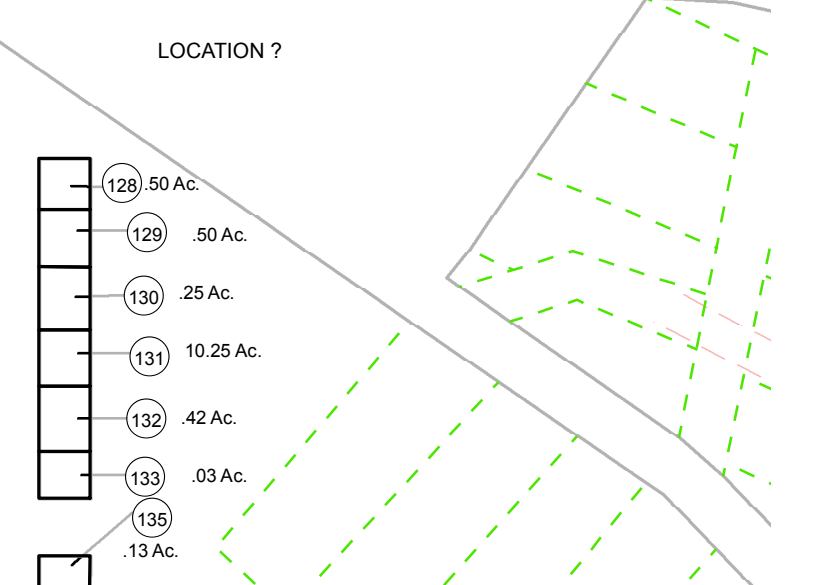 LOCATION ?
128 .50 Ac.
129 .50 Ac.
130 .25 Ac.
131 10.25 Ac.
132 .42 Ac.
133 .03 Ac.
135
.13 Ac.